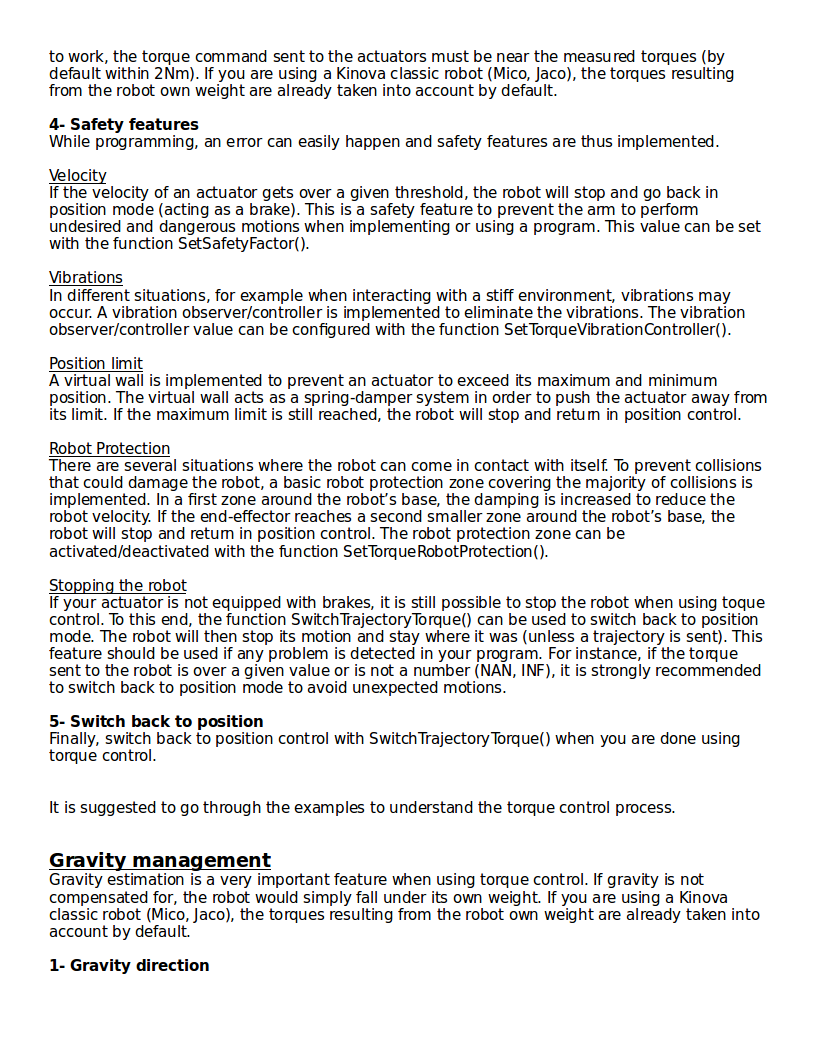 to work, the torque command sent to the actuators must be near the measured torques (by
default within 2Nm). If you are using a Kinova classic robot (Mico, Jaco), the torques resulting
from the robot own weight are already taken into account by default.
4- Safety features
While programming, an error can easily happen and safety features are thus implemented.
Velocity
If the velocity of an actuator gets over a given threshold, the robot will stop and go back in
position mode (acting as a brake). This is a safety feature to prevent the arm to perform
undesired and dangerous motions when implementing or using a program. This value can be set
with the function SetSafetyFactor().
Vibrations
In different situations, for example when interacting with a stiff environment, vibrations may
occur. A vibration observer/controller is implemented to eliminate the vibrations. The vibration
observer/controller value can be configured with the function SetTorqueVibrationController().
Position limit
A virtual wall is implemented to prevent an actuator to exceed its maximum and minimum
position. The virtual wall acts as a spring-damper system in order to push the actuator away from
its limit. If the maximum limit is still reached, the robot will stop and return in position control.
Robot Protection
There are several situations where the robot can come in contact with itself. To prevent collisions
that could damage the robot, a basic robot protection zone covering the majority of collisions is
implemented. In a first zone around the robot’s base, the damping is increased to reduce the
robot velocity. If the end-effector reaches a second smaller zone around the robot’s base, the
robot will stop and return in position control. The robot protection zone can be
activated/deactivated with the function SetTorqueRobotProtection().
Stopping the robot
If your actuator is not equipped with brakes, it is still possible to stop the robot when using toque
control. To this end, the function SwitchTrajectoryTorque() can be used to switch back to position
mode. The robot will then stop its motion and stay where it was (unless a trajectory is sent). This
feature should be used if any problem is detected in your program. For instance, if the torque
sent to the robot is over a given value or is not a number (NAN, INF), it is strongly recommended
to switch back to position mode to avoid unexpected motions.
5- Switch back to position
Finally, switch back to position control with SwitchTrajectoryTorque() when you are done using
torque control.
It is suggested to go through the examples to understand the torque control process.
Gravity management
Gravity estimation is a very important feature when using torque control. If gravity is not
compensated for, the robot would simply fall under its own weight. If you are using a Kinova
classic robot (Mico, Jaco), the torques resulting from the robot own weight are already taken into
account by default.
1- Gravity direction